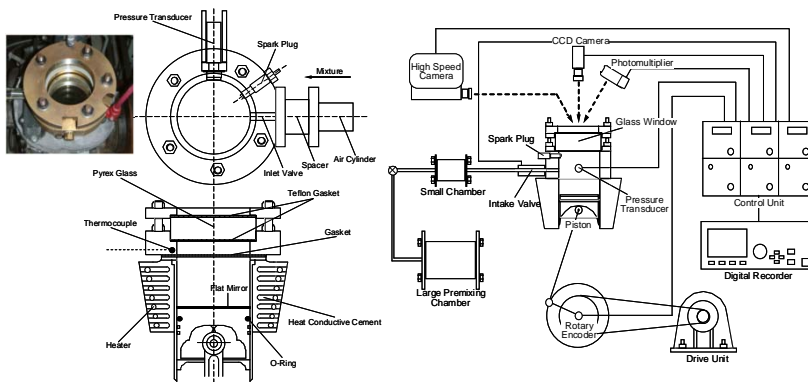 Pressure Transducer
Spark Plug
Mixture
Inlet Valve
Spacer
Air Cylinder
Pyrex Glass
Teflon Gasket
Thermocouple
Gasket
Flat Mirror
Heater
Heat Conductive Cement
O-Ring
CCD Camera
High Speed
Camera
Photomultiplier
Glass Window
Spark Plug
Small Chamber
Intake Valve
Pressure
Transducer
Control Unit
Piston
Digital Recorder
Large Premixing
Chamber
Rotary
Encoder
Drive Unit